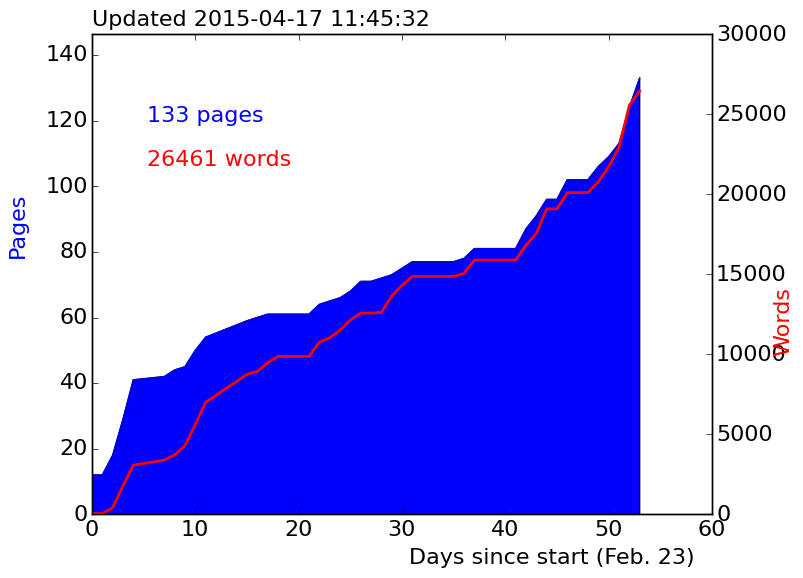 Updated 2015-04-17 11:45:32
140
120
100
80
60
40
20
0
Pages
133 pages
26461 words
30000
25000
20000
15000
10000
5000
0
Words
0 10 20 30 40 50 60
Days since start (Feb. 23)